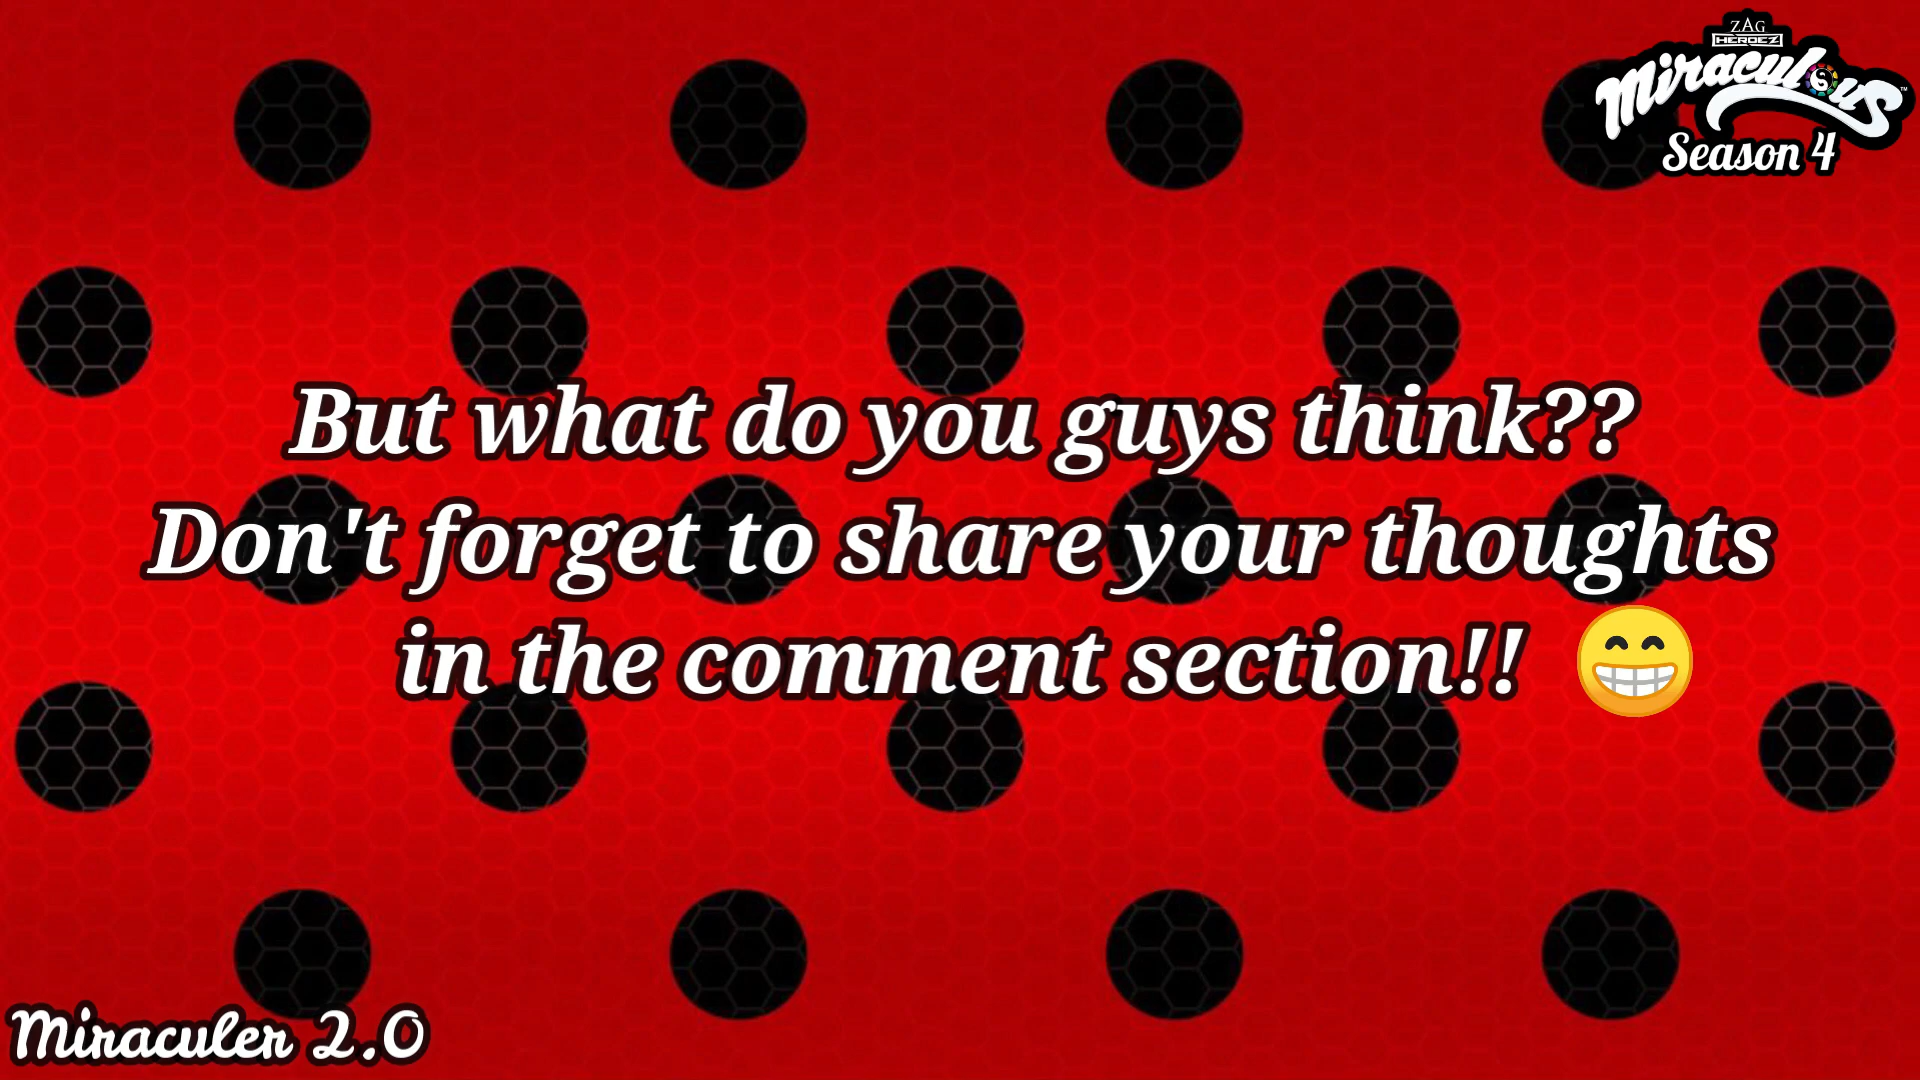 ZAG
HEROEZ
Miraculous™
Season 4
But what do you guys think??
Don't forget to share your thoughts
in the comment section!! 😁
Miraculer 2.0